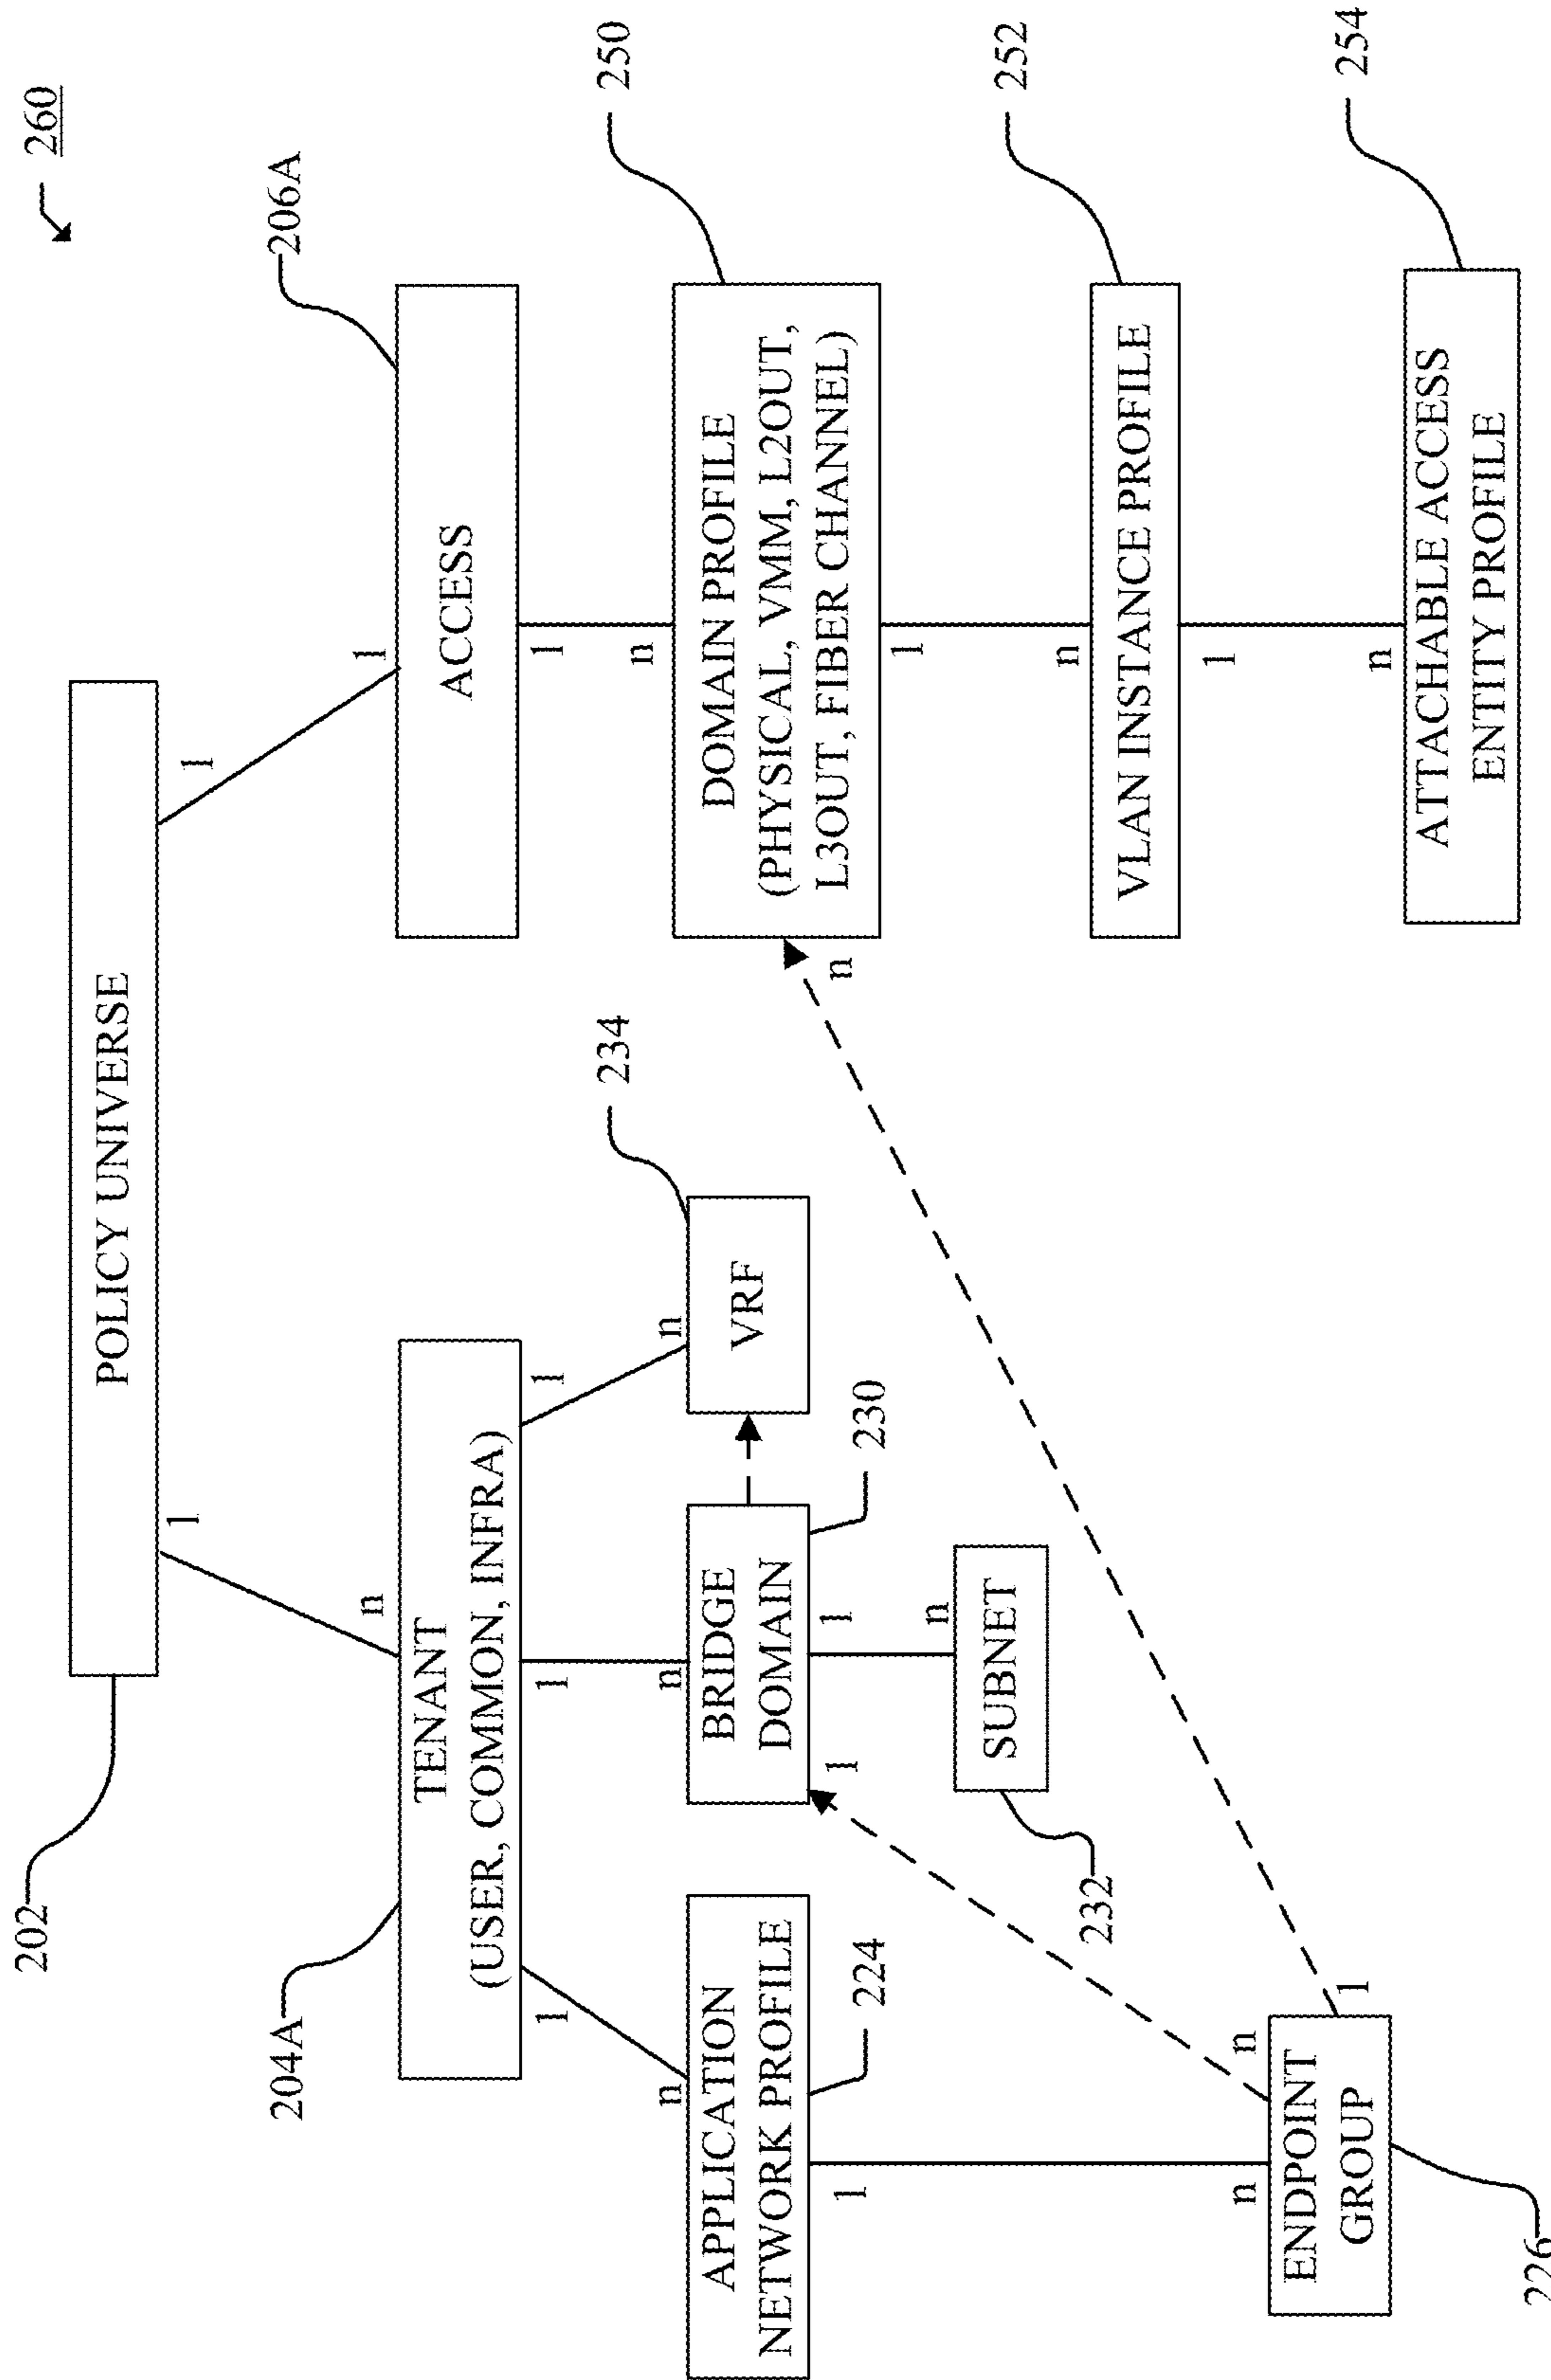 260
POLICY UNIVERSE
202
1
1
n
1
204A
206A
TENANT
(USER, COMMON, INFRA)
ACCESS
1
1
1
1
n
n
n
n
APPLICATION
NETWORK PROFILE
224
BRIDGE
DOMAIN
230
VRF
234
DOMAIN PROFILE
(PHYSICAL, VMM, L2OUT,
L3OUT, FIBER CHANNEL)
250
1
1
1
n
1
n
n
SUBNET
232
VLAN INSTANCE PROFILE
252
1
n
n
n
1
ENDPOINT
GROUP
226
ATTACHABLE ACCESS
ENTITY PROFILE
254